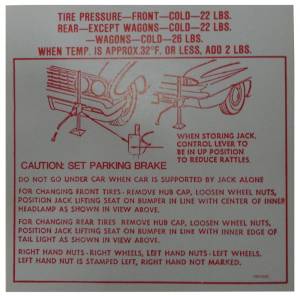 TIRE PRESSURE—FRONT—COLD—22 LBS.
REAR—EXCEPT WAGONS—COLD—22 LBS.
—WAGONS—COLD—26 LBS.
WHEN TEMP. IS APPROX. 32°F. OR LESS, ADD 2 LBS.
WHEN STORING JACK,
CONTROL LEVER TO
BE IN UP POSITION
TO REDUCE RATTLES.
CAUTION: SET PARKING BRAKE
DO NOT GO UNDER CAR WHEN CAR IS SUPPORTED BY JACK ALONE
FOR CHANGING FRONT TIRES - REMOVE HUB CAP, LOOSEN WHEEL NUTS,
POSITION JACK LIFTING SEAT ON BUMPER IN LINE WITH CENTER OF INNER
HEADLAMP AS SHOWN IN VIEW ABOVE.
FOR CHANGING REAR TIRES - REMOVE HUB CAP, LOOSEN WHEEL NUTS,
POSITION JACK LIFTING SEAT ON BUMPER IN LINE WITH INNER EDGE OF
TAIL LIGHT AS SHOWN IN VIEW ABOVE.
RIGHT HAND NUTS - RIGHT WHEELS, LEFT HAND NUTS - LEFT WHEELS.
LEFT HAND NUT IS STAMPED LEFT, RIGHT HAND NOT MARKED.